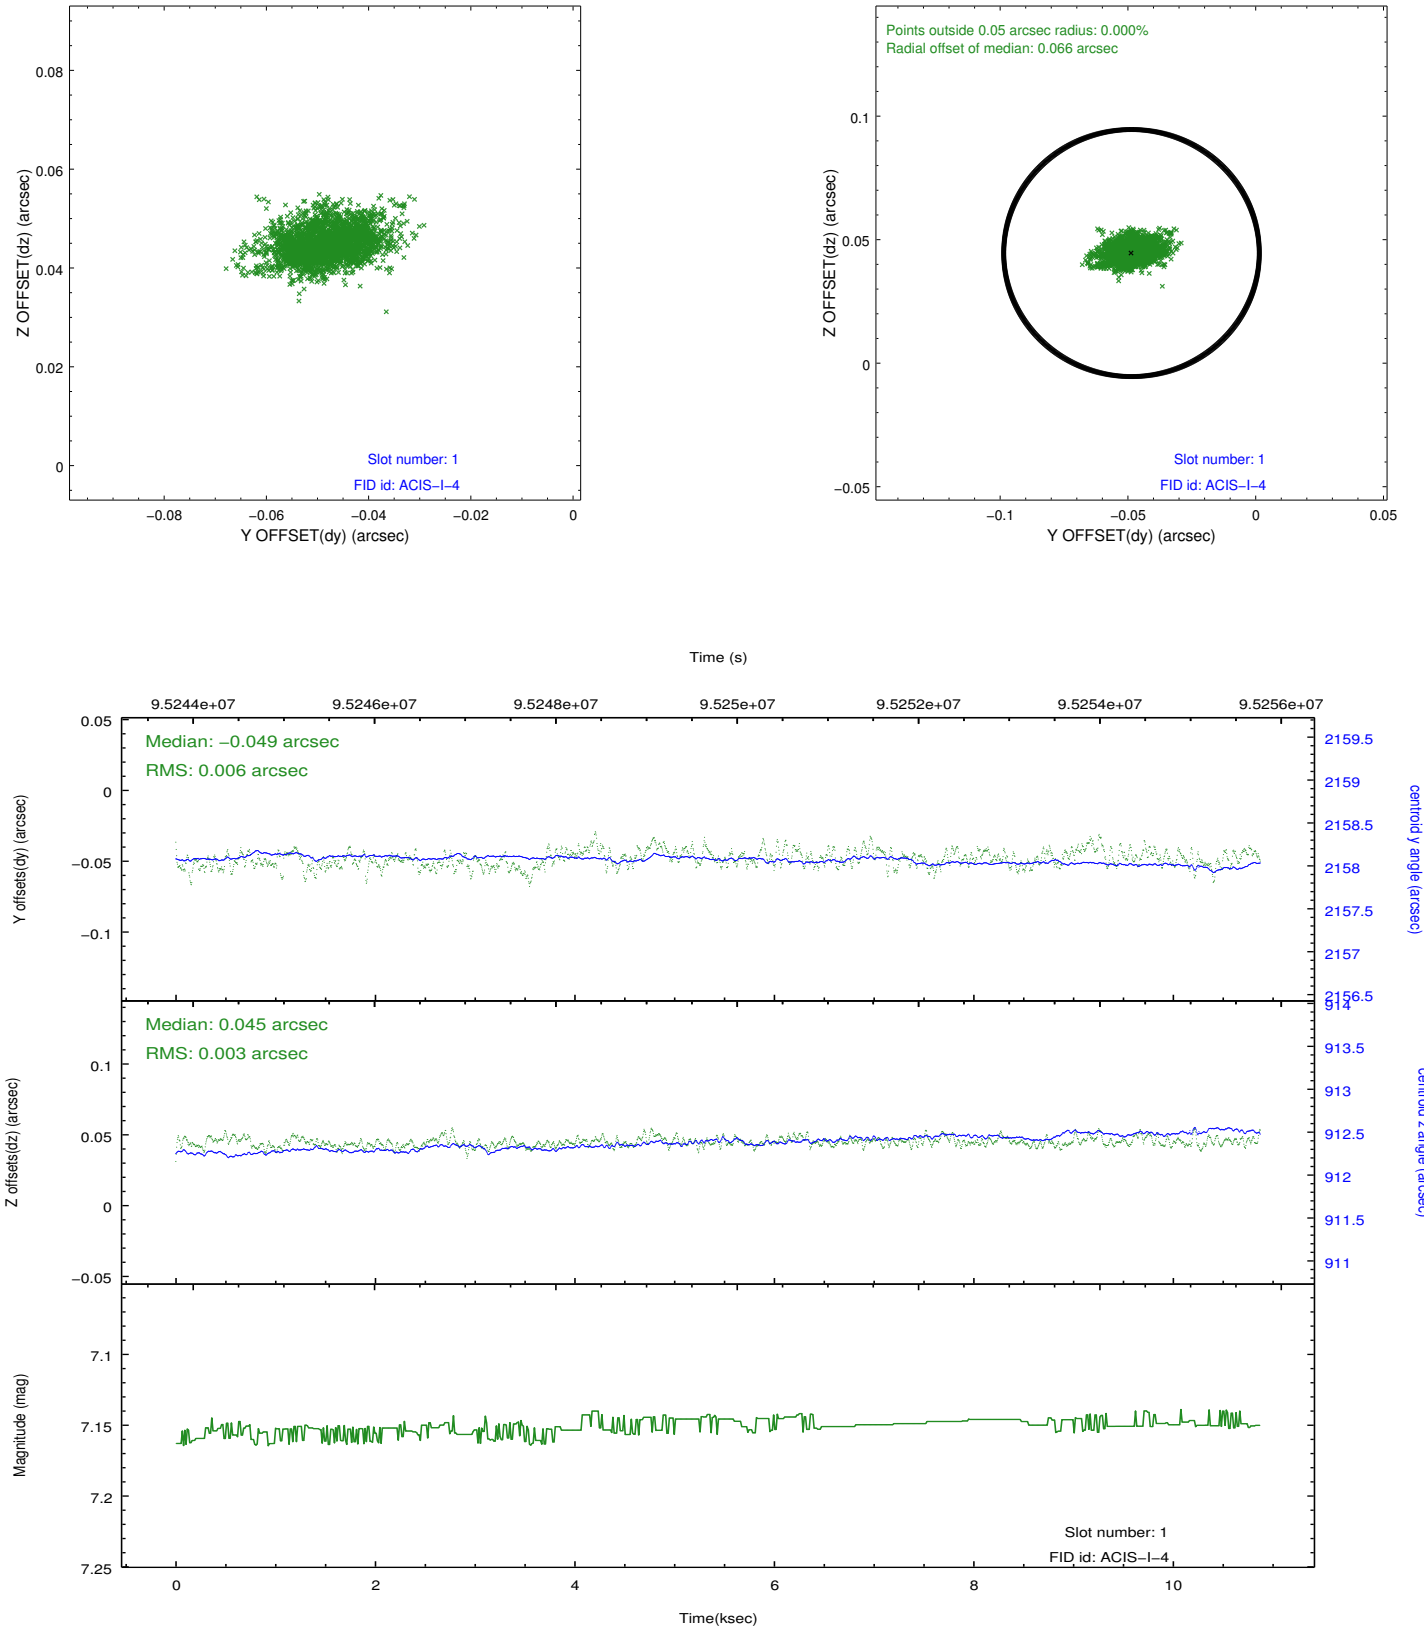 0.08
0.06
0.04
0.02
0
Z OFFSET(dz) (arcsec)
Slot number: 1
FID id: ACIS−I−4
−0.08 −0.06 −0.04 −0.02 0
Y OFFSET(dy) (arcsec)
Points outside 0.05 arcsec radius: 0.000%
Radial offset of median: 0.066 arcsec
0.1
0.05
0
−0.05
Z OFFSET(dz) (arcsec)
Slot number: 1
FID id: ACIS−I−4
−0.1 −0.05 0 0.05
Y OFFSET(dy) (arcsec)
Time (s)
9.5244e+07 9.5246e+07 9.5248e+07 9.525e+07 9.5252e+07 9.5254e+07 9.5256e+07
0.05
0
−0.05
−0.1
Y offsets(dy) (arcsec)
Median: −0.049 arcsec
RMS: 0.006 arcsec
2159.5
2159
2158.5
2158
2157.5
2157
2156.5
centroid y angle (arcsec)
0.1
0.05
0
−0.05
Z offsets(dz) (arcsec)
Median: 0.045 arcsec
RMS: 0.003 arcsec
914
913.5
913
912.5
912
911.5
911
centroid z angle (arcsec)
7.1
7.15
7.2
7.25
Magnitude (mag)
Slot number: 1
FID id: ACIS−I−4
0 2 4 6 8 10
Time(ksec)